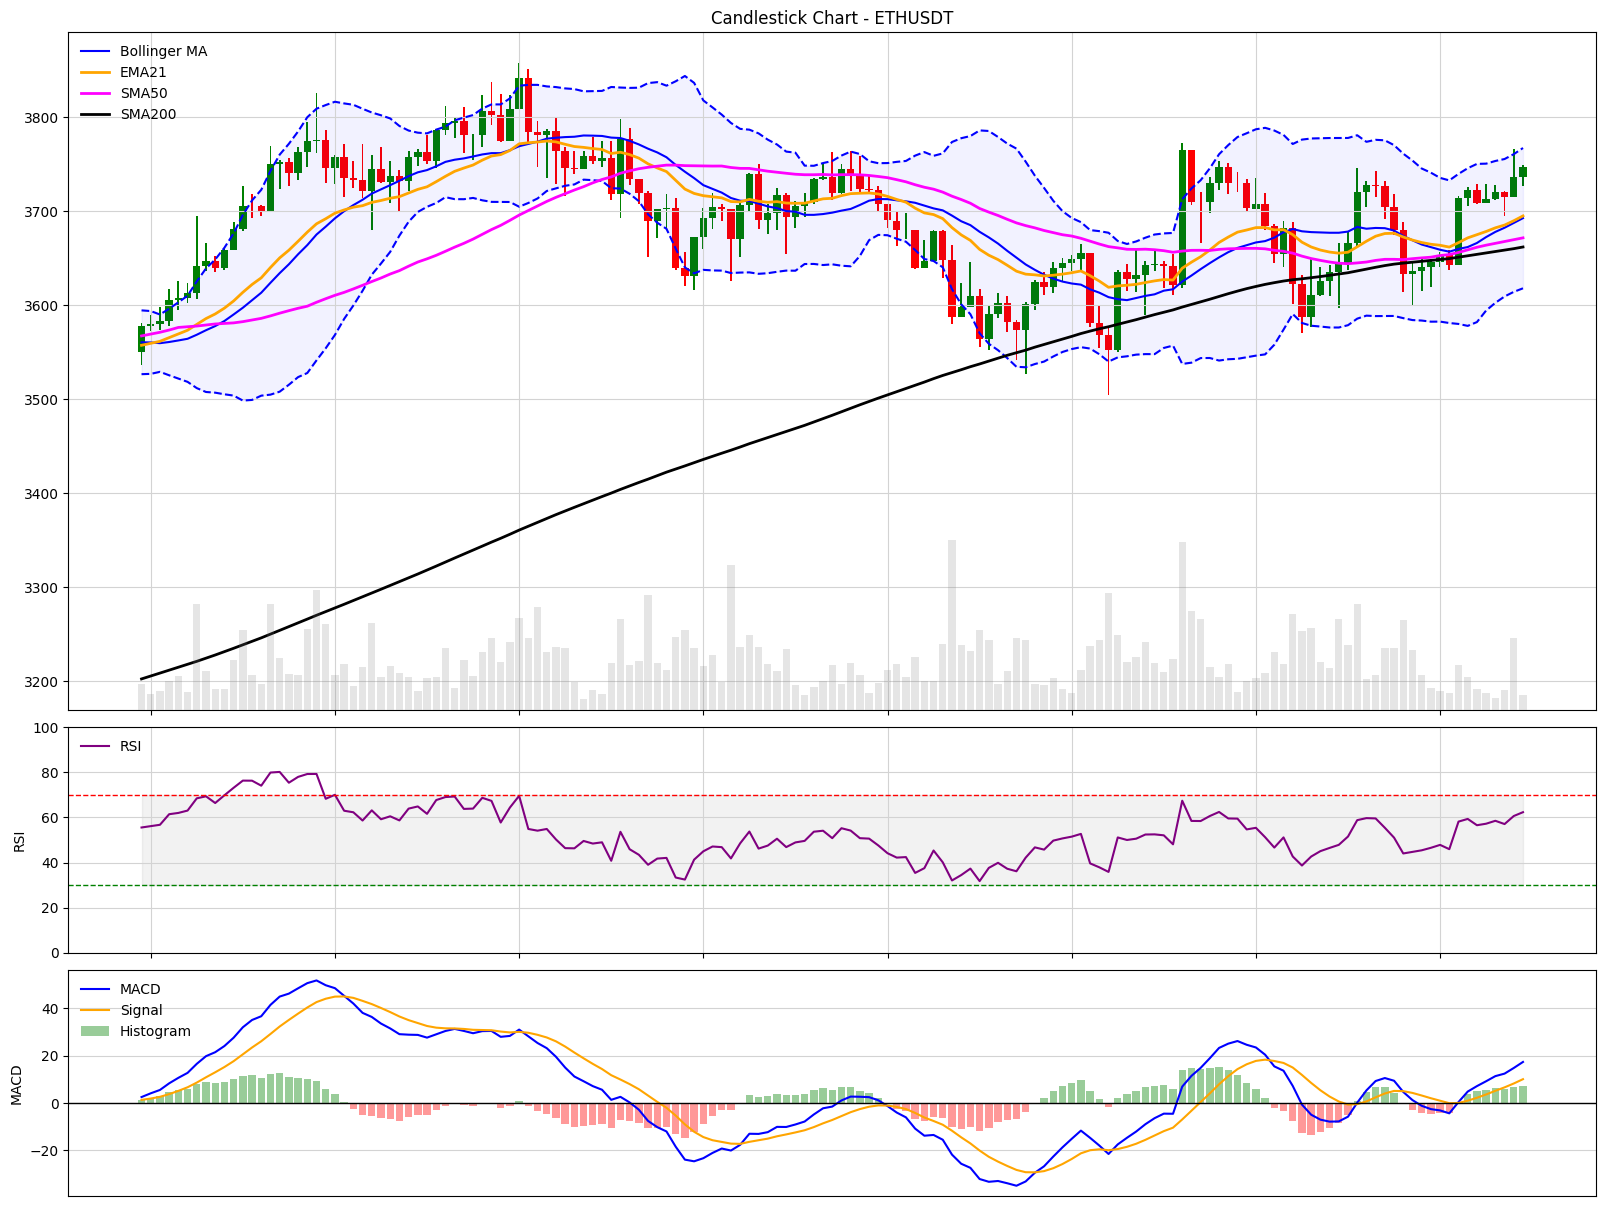 Candlestick Chart - ETHUSDT
Bollinger MA
EMA21
SMA50
SMA200
3800
3700
3600
3500
3400
3300
3200
RSI
100
80
60
40
20
0
RSI
MACD
Signal
Histogram
40
20
0
−20
MACD